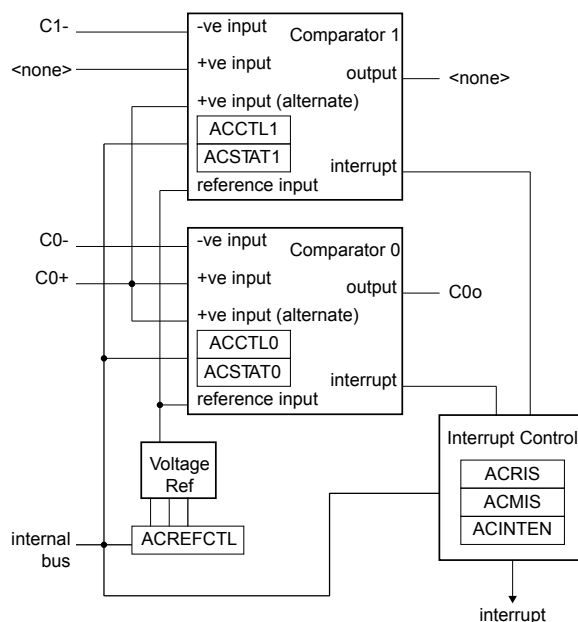 C1-
-ve input
Comparator 1
<none>
+ve input
output
<none>
+ve input (alternate)
ACCTL1
ACSTAT1
interrupt
reference input
C0-
-ve input
Comparator 0
C0+
+ve input
output
C0o
+ve input (alternate)
ACCTL0
ACSTAT0
interrupt
reference input
Voltage
Ref
Interrupt Control
ACRIS
ACMIS
ACINTEN
internal
bus
ACREFCTL
interrupt